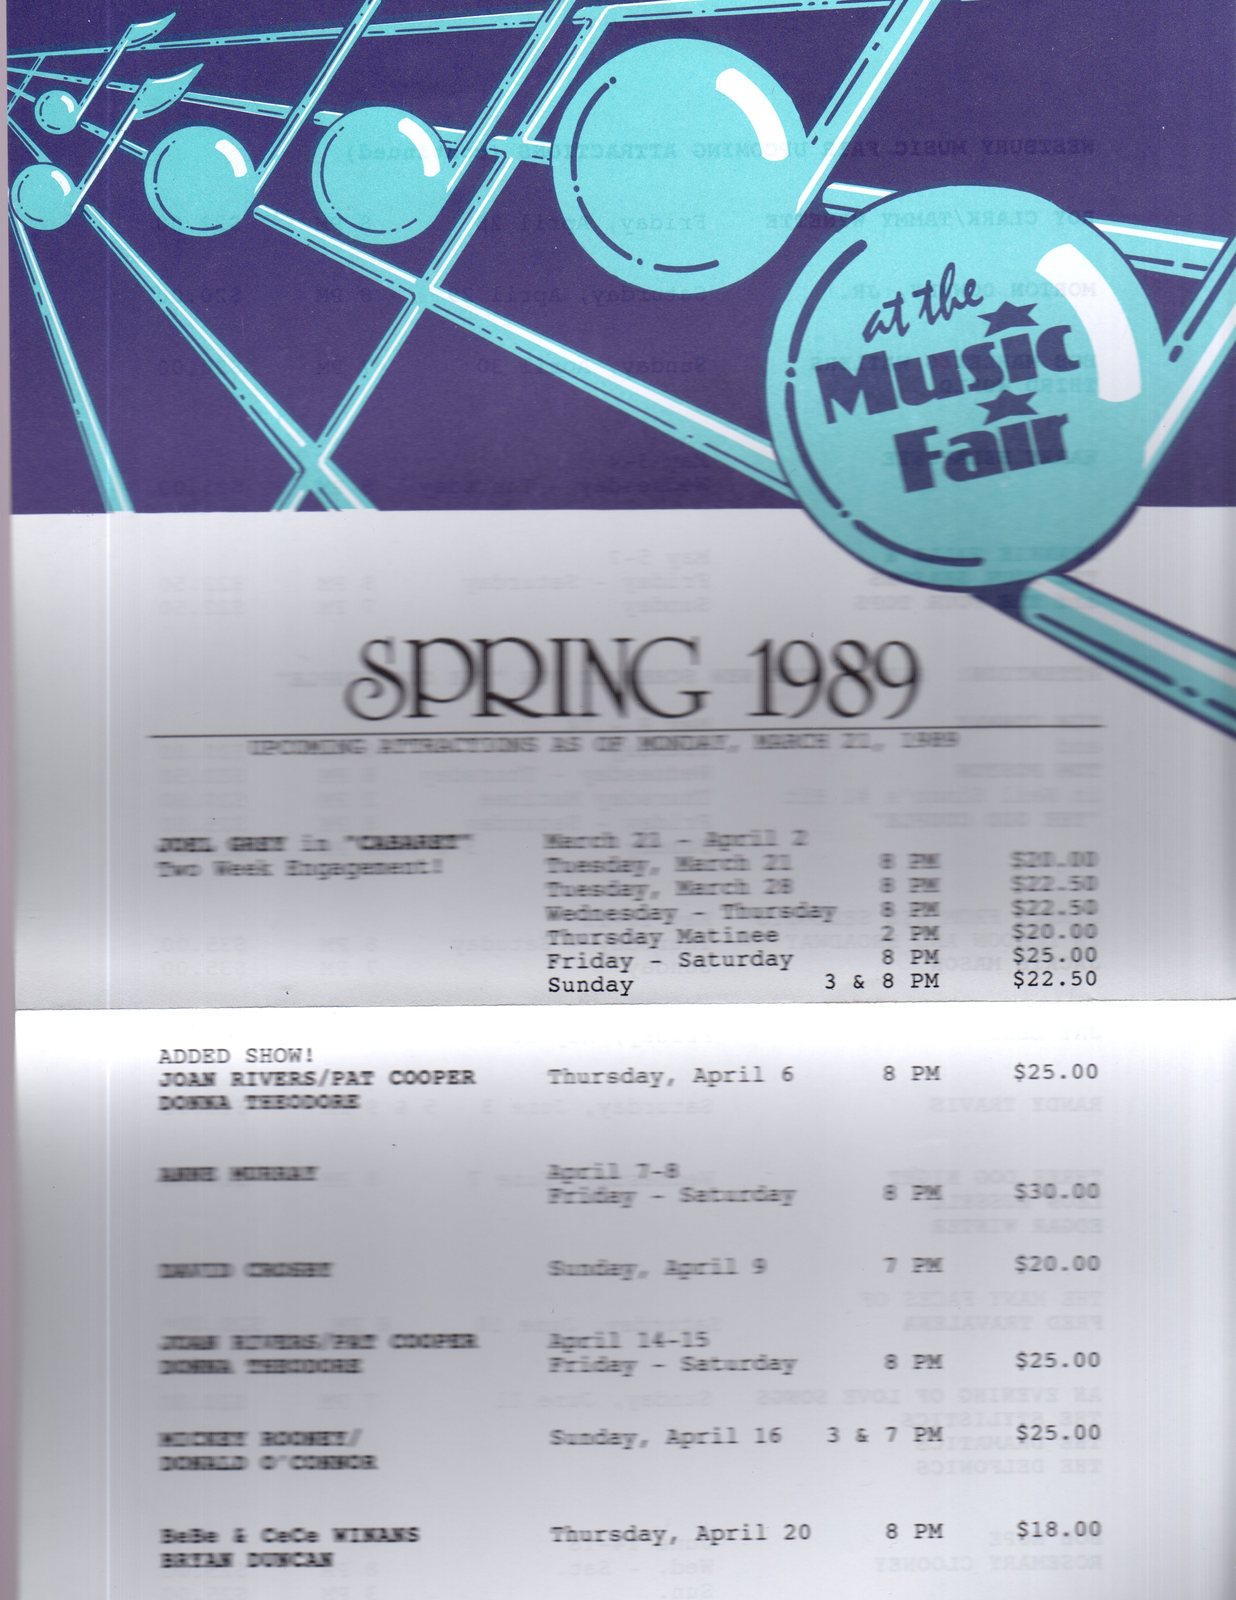 at the
Music
Fair
SPRING 1989
UPCOMING ATTRACTIONS AS OF MONDAY, MARCH 21, 1989
JOEL GREY in "CABARET" March 21 - April 2
Two Week Engagement! Tuesday, March 21 8 PM $20.00
Tuesday, March 28 8 PM $22.50
Wednesday - Thursday 8 PM $22.50
Thursday Matinee 2 PM $20.00
Friday - Saturday 8 PM $25.00
Sunday 3 & 8 PM $22.50
ADDED SHOW!
JOAN RIVERS/PAT COOPER Thursday, April 6 8 PM $25.00
DONNA THEODORE
ANNE MURRAY April 7-8
Friday - Saturday 8 PM $30.00
DAVID CROSBY Sunday, April 9 7 PM $20.00
JOAN RIVERS/PAT COOPER April 14-15
DONNA THEODORE Friday - Saturday 8 PM $25.00
MICKEY ROONEY/ Sunday, April 16 3 & 7 PM $25.00
DONALD O'CONNOR
BeBe & CeCe WINANS Thursday, April 20 8 PM $18.00
BRYAN DUNCAN